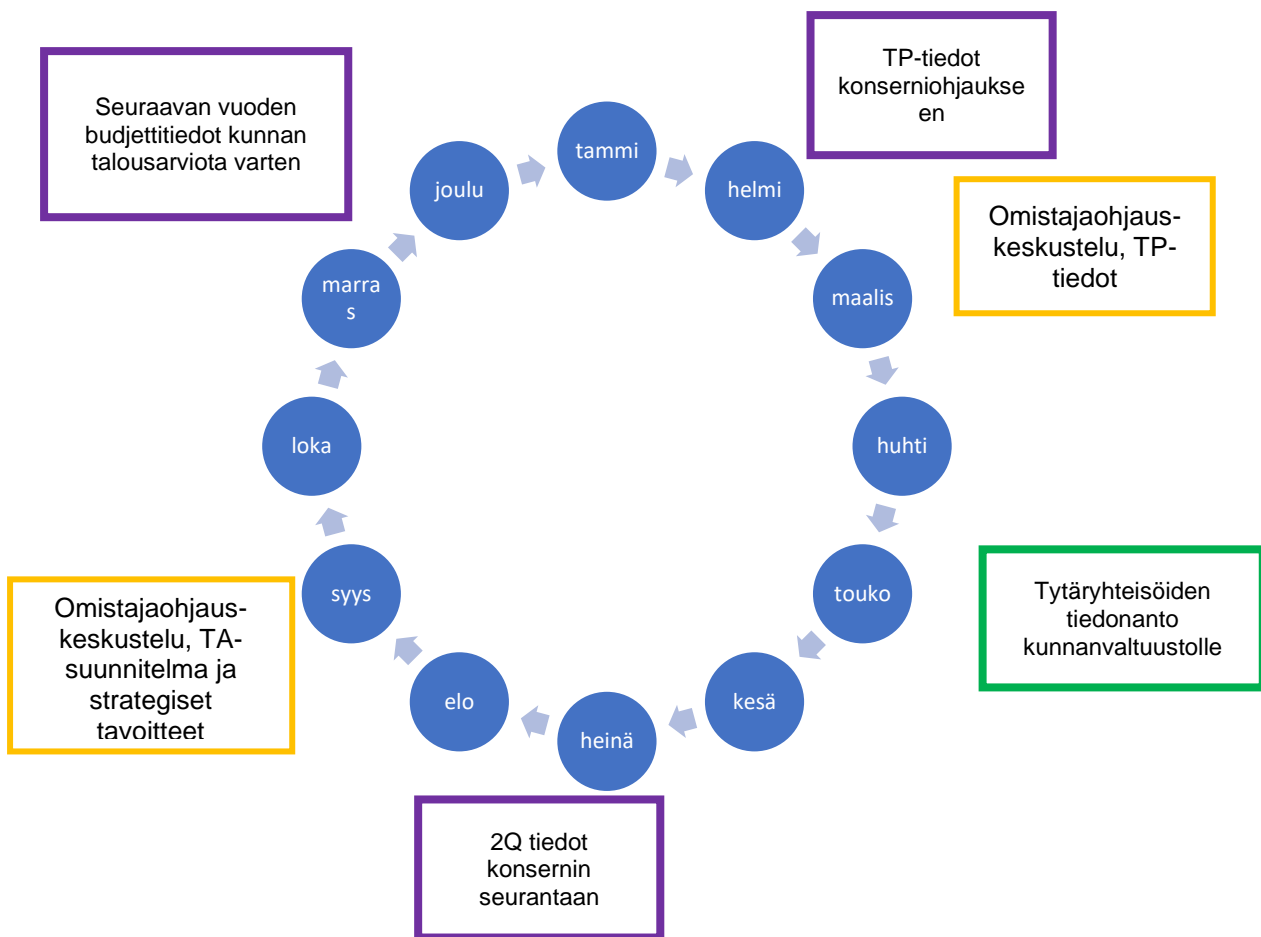 TP-tiedot
konserniohjaukse
en
Seuraavan vuoden
budjettitiedot kunnan
talousarviota varten
tammi
joulu
helmi
Omistajaohjaus-
keskustelu, TP-
tiedot
marra
s
maalis
loka
huhti
syys
touko
Tytäryhteisöiden
tiedonanto
kunnanvaltuustolle
Omistajaohjaus-
keskustelu, TA-
suunnitelma ja
strategiset
tavoitteet
elo
kesä
heinä
2Q tiedot
konsernin
seurantaan